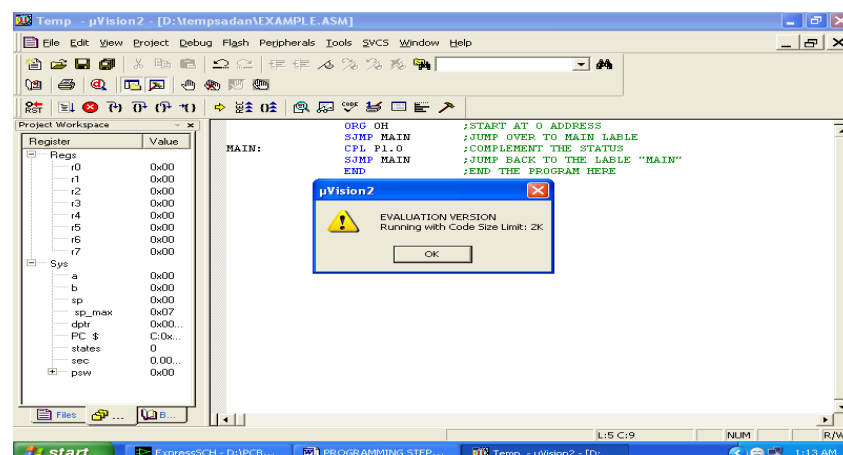 Temp - µVision2 - [D:\tempsadan\EXAMPLE.ASM]
File Edit View Project Debug Flash Peripherals Tools SVCS Window Help
RST
CODE
Project Workspace
Register Value
Regs
r0 0x00
r1 0x00
r2 0x00
r3 0x00
r4 0x00
r5 0x00
r6 0x00
r7 0x00
Sys
a 0x00
b 0x00
sp 0x00
sp_max 0x07
dptr 0x00...
PC $ C:0x...
states 0
sec 0.00...
psw 0x00
Files ... B...
ORG OH ;START AT 0 ADDRESS
SJMP MAIN ;JUMP OVER TO MAIN LABLE
MAIN: CPL P1.0 ;COMPLEMENT THE STATUS
SJMP MAIN ;JUMP BACK TO THE LABLE "MAIN"
END ;END THE PROGRAM HERE
µVision2
EVALUATION VERSION
Running with Code Size Limit: 2K
OK
L:5 C:9 NUM R/W
start ExpressSCH - D:\PCB... PROGRAMMING STEP... Temp - µVision2 - [D: 1:13 AM